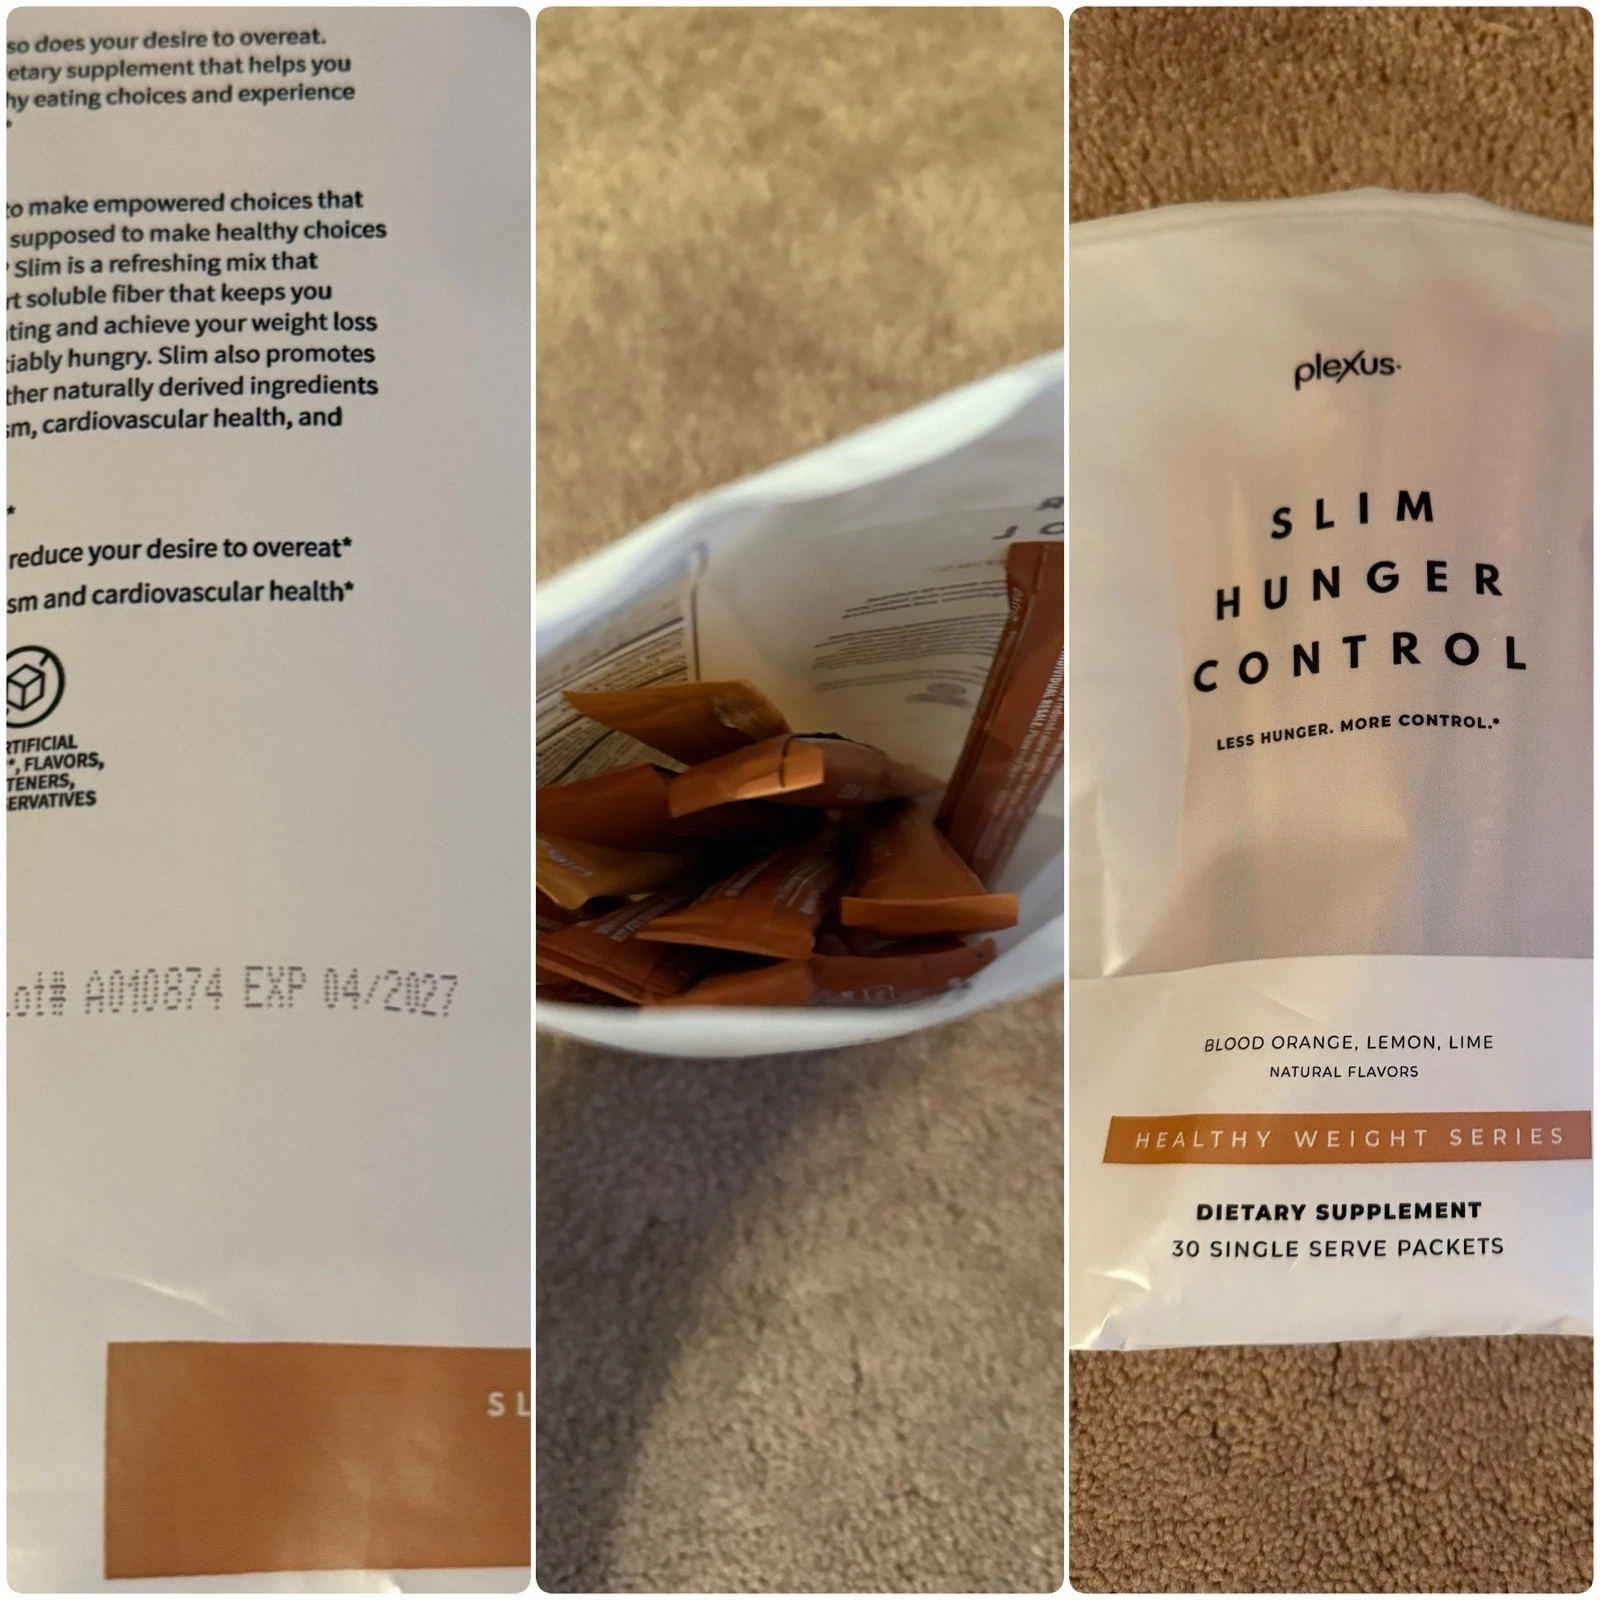 so does your desire to overeat.
etary supplement that helps you
hy eating choices and experience
*
to make empowered choices that
supposed to make healthy choices
Slim is a refreshing mix that
rt soluble fiber that keeps you
ting and achieve your weight loss
iably hungry. Slim also promotes
ther naturally derived ingredients
sm, cardiovascular health, and
*
reduce your desire to overeat*
sm and cardiovascular health*
RTIFICIAL
*, FLAVORS,
TENERS,
ERVATIVES
ot# A010874 EXP 04/2027
SL
plexus.
SLIM
HUNGER
CONTROL
LESS HUNGER. MORE CONTROL.*
BLOOD ORANGE, LEMON, LIME
NATURAL FLAVORS
HEALTHY WEIGHT SERIES
DIETARY SUPPLEMENT
30 SINGLE SERVE PACKETS